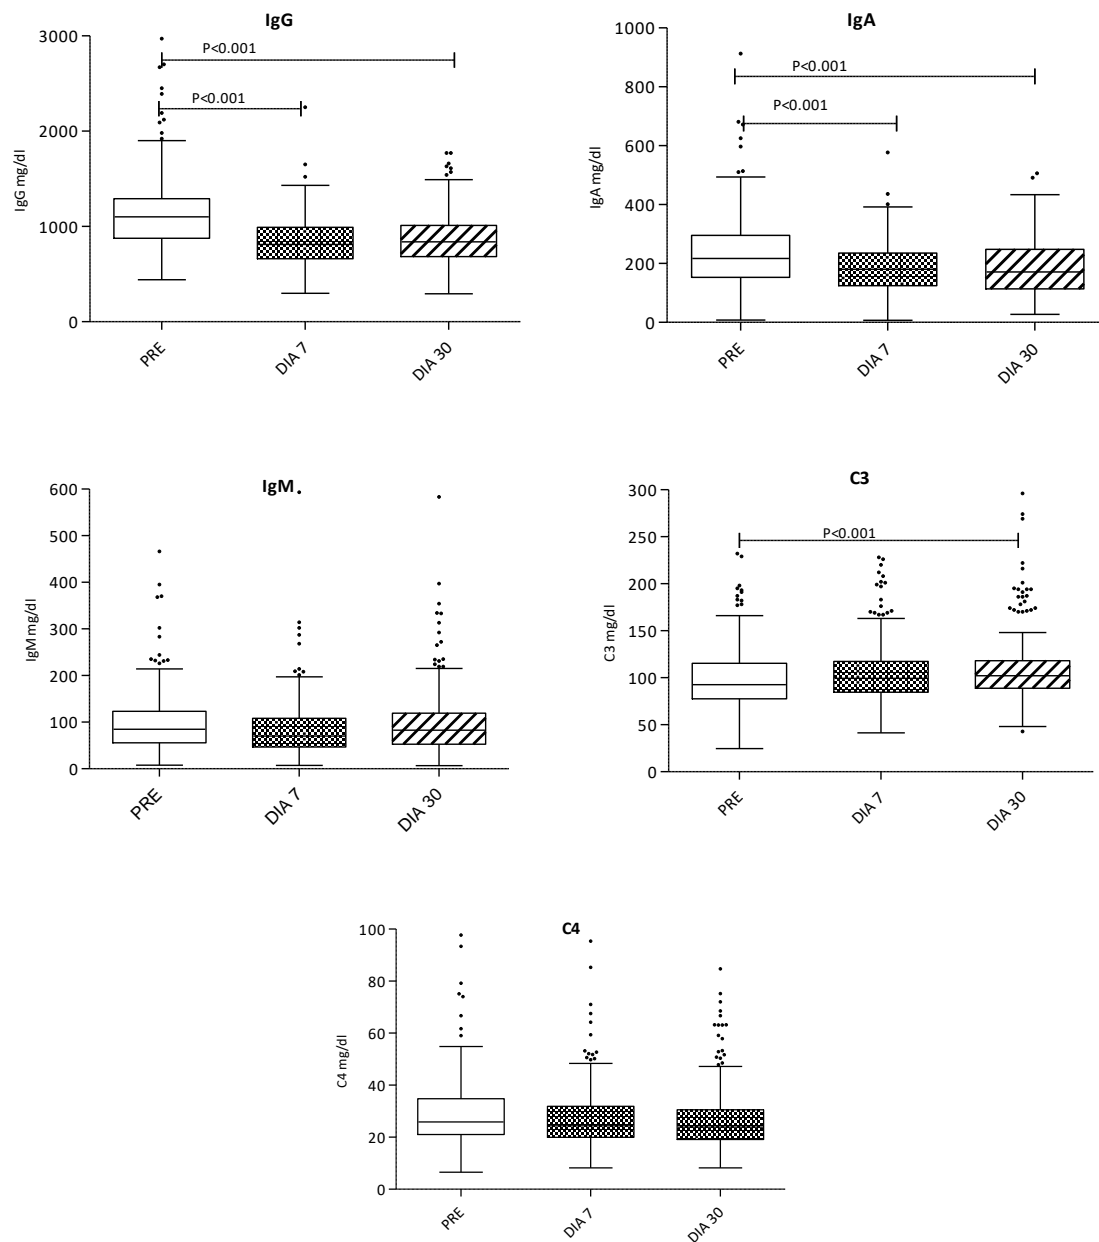 IgG
3000
2000
1000
0
IgG mg/dl
P<0.001
P<0.001
PRE
DIA 7
DIA 30
IgA
1000
800
600
400
200
0
IgA mg/dl
P<0.001
P<0.001
PRE
DIA 7
DIA 30
IgM
600
500
400
300
200
100
0
IgM mg/dl
PRE
DIA 7
DIA 30
C3
300
250
200
150
100
50
0
C3 mg/dl
P<0.001
PRE
DIA 7
DIA 30
C4
100
80
60
40
20
0
C4 mg/dl
PRE
DIA 7
DIA 30